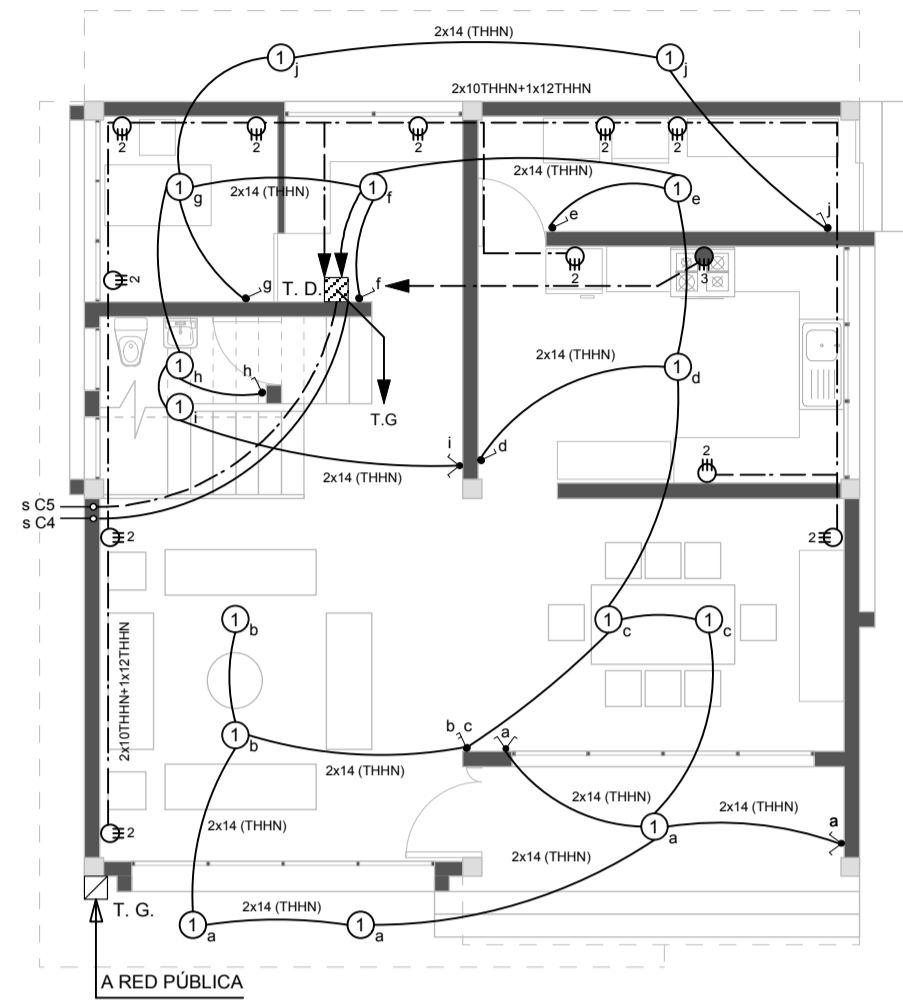 2x14 (THHN)
1
j
1
j
2x10THHN+1x12THHN
2
2
2
2
2
2x14 (THHN)
1
g
2x14 (THHN)
1
f
1
e
e
j
2
2
3
g
T. D.
f
2x14 (THHN)
1
h
h
1
d
T.G
1
i
i
d
2x14 (THHN)
2
s C5
s C4
2
2
1
b
1
c
1
c
2x10THHN+1x12THHN
1
b
b c
a
2x14 (THHN)
2x14 (THHN)
2x14 (THHN)
2x14 (THHN)
2
1
a
a
2x14 (THHN)
T. G.
2x14 (THHN)
1
a
1
a
A RED PÚBLICA